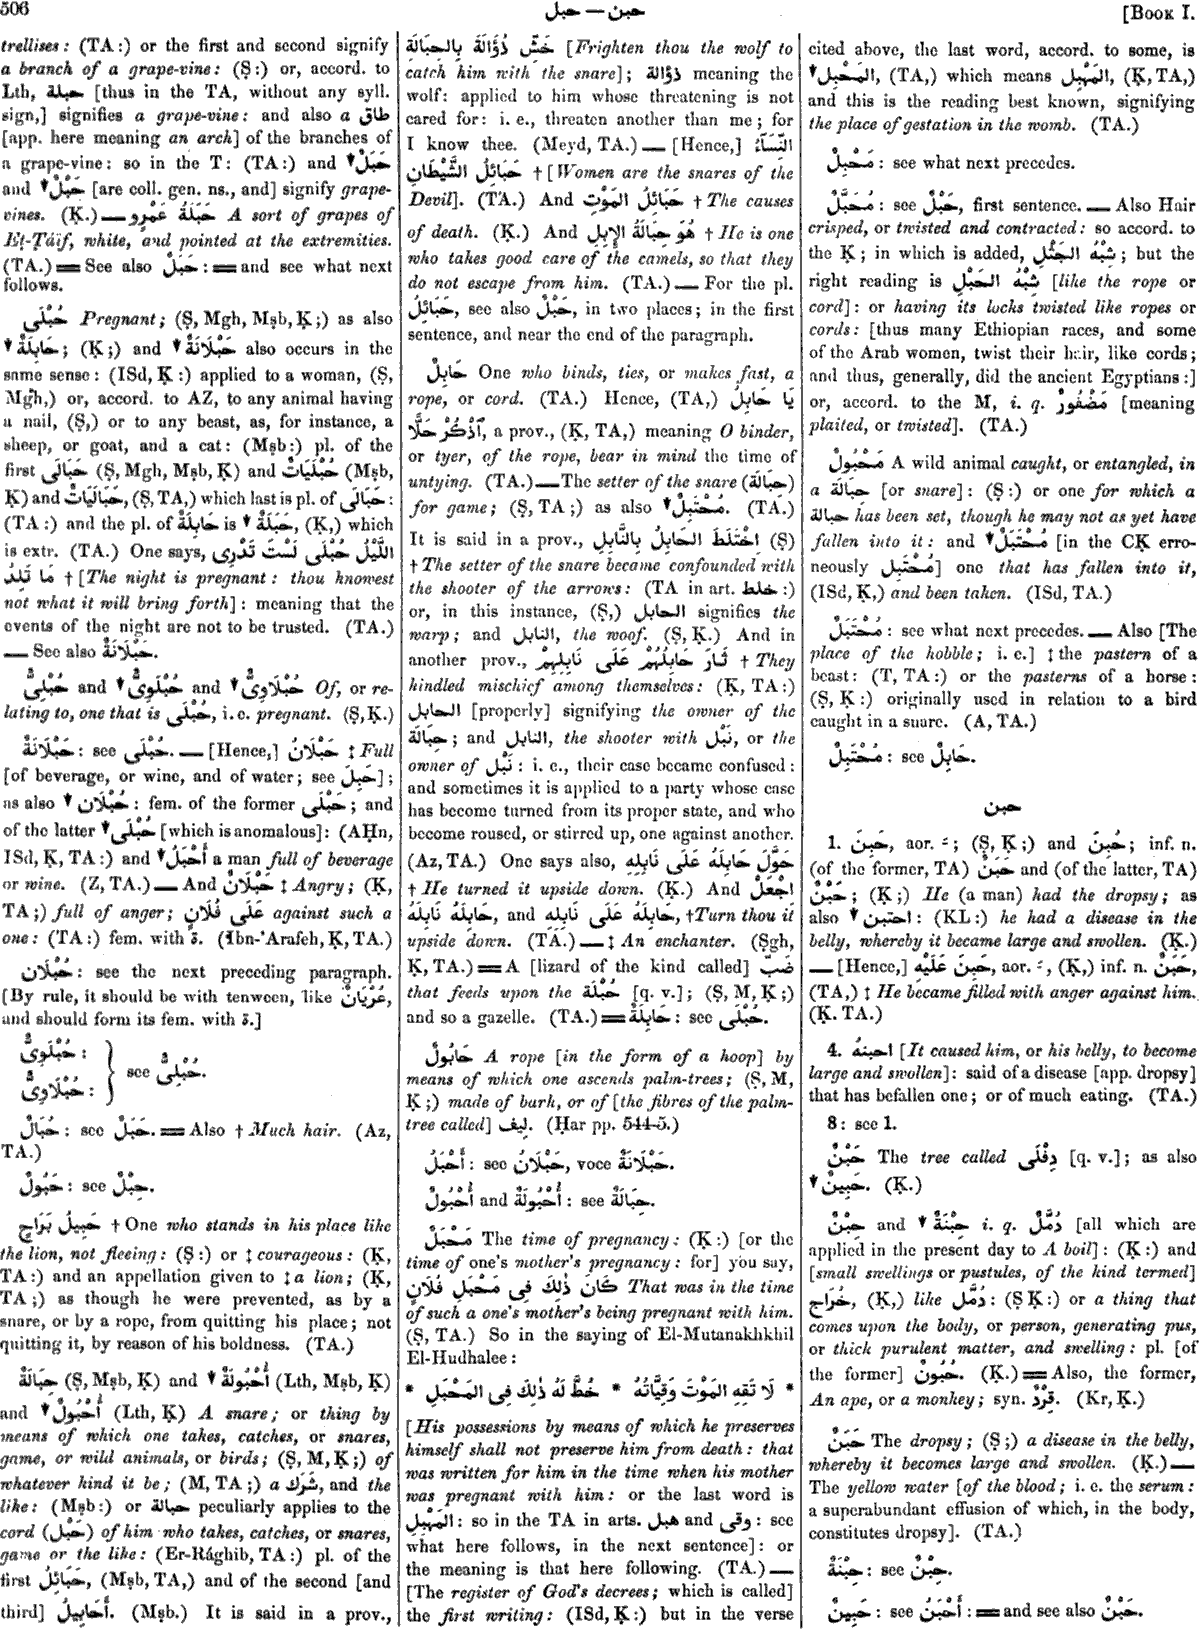 506
حبن — حبل
[BOOK I.
trellises: (TA:) or the first and second signify
a branch of a grape-vine: (Ṣ:) or, accord. to
Lth, حبلة [thus in the TA, without any syll.
sign,] signifies a grape-vine: and also a طاق
[app. here meaning an arch] of the branches of
a grape-vine: so in the T: (TA:) and ▼حَبَلٌ
and ▼حَبْلٌ [are coll. gen. ns., and] signify grape-
vines. (Ḳ.) — حَبَلَةُ عَمْرٍو A sort of grapes of
Eṭ-Ṭáïf, white, and pointed at the extremities.
(TA.) = See also حَبَلٌ: = and see what next
follows.
حُبْلَى Pregnant; (Ṣ, Mgh, Mṣb, Ḳ;) as also
▼حَابِلَةٌ; (Ḳ;) and ▼حَبْلَانَةٌ also occurs in the
same sense: (ISd, Ḳ:) applied to a woman, (Ṣ,
Mgh,) or, accord. to AZ, to any animal having
a nail, (Ṣ,) or to any beast, as, for instance, a
sheep, or goat, and a cat: (Mṣb:) pl. of the
first حَبَالَى (Ṣ, Mgh, Mṣb, Ḳ) and حُبْلَيَاتٌ (Mṣb,
Ḳ) and حَبَالَيَاتٌ, (Ṣ, TA,) which last is pl. of حَبَالَى:
(TA:) and the pl. of حَابِلَةٌ is ▼حَبَلَةٌ, (Ḳ,) which
is extr. (TA.) One says, اللَّيْلُ حُبْلَى لَسْتَ تَدْرِى
مَا تَلِدُ † [The night is pregnant: thou knowest
not what it will bring forth]: meaning that the
events of the night are not to be trusted. (TA.)
— See also حَبْلَانَةٌ.
حُبْلِىٌّ and ▼حُبْلَوِىٌّ and ▼حُبْلَاوِىٌّ Of, or re-
lating to, one that is حُبْلَى, i. e. pregnant. (Ṣ, Ḳ.)
حَبْلَانَةٌ: see حُبْلَى. — [Hence,] حَبْلَانُ ‡ Full
[of beverage, or wine, and of water; see حَبِلَ];
as also ▼حُبْلَان: fem. of the former حَبْلَى; and
of the latter ▼حُبْلَى [which is anomalous]: (AḤn,
ISd, Ḳ, TA:) and ▼أَحْبَلُ a man full of beverage
or wine. (Z, TA.) — And حَبْلَانٌ ‡ Angry; (Ḳ,
TA;) full of anger; عَلَى فُلَانٍ against such a
one: (TA:) fem. with ة. (Ibn-'Arafeh, Ḳ, TA.)
حُبْلَان: see the next preceding paragraph.
[By rule, it should be with tenween, like عُرْيَانٌ,
and should form its fem. with ة.]
حُبْلَوِىٌّ:
حُبْلَاوِىٌّ:
} see حُبْلِىٌّ.
حُبَالٌ: see حَبَلٌ. = Also † Much hair. (Az,
TA.)
حَبُولٌ: see حِبْلٌ.
حَبِيلُ بَرَاحٍ † One who stands in his place like
the lion, not fleeing: (Ṣ:) or ‡ courageous: (Ḳ,
TA:) and an appellation given to ‡ a lion; (Ḳ,
TA;) as though he were prevented, as by a
snare, or by a rope, from quitting his place; not
quitting it, by reason of his boldness. (TA.)
حِبَالَةٌ (Ṣ, Mṣb, Ḳ) and ▼أُحْبُولَةٌ (Lth, Mṣb, Ḳ)
and ▼أُحْبُولٌ (Lth, Ḳ) A snare; or thing by
means of which one takes, catches, or snares,
game, or wild animals, or birds; (Ṣ, M, Ḳ;) of
whatever kind it be; (M, TA;) a شَرَك, and the
like: (Mṣb:) or حبالة peculiarly applies to the
cord (حَبْل) of him who takes, catches, or snares,
game or the like: (Er-Rághib, TA:) pl. of the
first حَبَائِلُ, (Mṣb, TA,) and of the second [and
third] أَحَابِيلُ. (Mṣb.) It is said in a prov.,
خَشِّ ذُؤَالَةَ بِالحِبَالَةِ [Frighten thou the wolf to
catch him with the snare]; ذؤالة meaning the
wolf: applied to him whose threatening is not
cared for: i. e., threaten another than me; for
I know thee. (Meyd, TA.) — [Hence,] النِّسَآءُ
حَبَائِلُ الشَّيْطَانِ † [Women are the snares of the
Devil]. (TA.) And حَبَائِلُ المَوْتِ † The causes
of death. (Ḳ.) And هُوَ حِبَالَةُ الإِبِلِ † He is one
who takes good care of the camels, so that they
do not escape from him. (TA.) — For the pl.
حَبَائِلُ, see also حَبْلٌ, in two places; in the first
sentence, and near the end of the paragraph.
حَابِلٌ One who binds, ties, or makes fast, a
rope, or cord. (TA.) Hence, (TA,) يَا حَابِلُ
ٱذْكُرْ حَلًّا, a prov., (Ḳ, TA,) meaning O binder,
or tyer, of the rope, bear in mind the time of
untying. (TA.) — The setter of the snare (حِبَالَة)
for game; (Ṣ, TA;) as also ▼مُحْتَبِلٌ. (TA.)
It is said in a prov., اِخْتَلَطَ الحَابِلُ بِالنَّابِلِ (Ṣ)
† The setter of the snare became confounded with
the shooter of the arrows: (TA in art. خلط:)
or, in this instance, (Ṣ,) الحابل signifies the
warp; and النابل, the woof. (Ṣ, Ḳ.) And in
another prov., ثَارَ حَابِلُهُمْ عَلَى نَابِلِهِمْ † They
kindled mischief among themselves: (Ḳ, TA:)
الحابل [properly] signifying the owner of the
حِبَالَة; and النابل, the shooter with نَبْل, or the
owner of نَبْل: i. e., their case became confused:
and sometimes it is applied to a party whose case
has become turned from its proper state, and who
become roused, or stirred up, one against another.
(Az, TA.) One says also, حَوَّلَ حَابِلَهُ عَلَى نَابِلِهِ
† He turned it upside down. (Ḳ.) And اجْعَلْ
حَابِلَهُ نَابِلَهُ, and حَابِلَهُ عَلَى نَابِلِهِ, † Turn thou it
upside down. (TA.) — ‡ An enchanter. (Ṣgh,
Ḳ, TA.) = A [lizard of the kind called] ضَبّ
that feeds upon the حُبْلَة [q. v.]; (Ṣ, M, Ḳ;)
and so a gazelle. (TA.) = حَابِلَةٌ: see حُبْلَى.
حَابُولٌ A rope [in the form of a hoop] by
means of which one ascends palm-trees; (Ṣ, M,
Ḳ;) made of bark, or of [the fibres of the palm-
tree called] لِيف. (Ḥar pp. 544-5.)
أَحْبَلُ: see حَبْلَانُ, voce حَبْلَانَةٌ.
أُحْبُولٌ and أُحْبُولَةٌ: see حِبَالَةٌ.
مَحْبَلٌ The time of pregnancy: (Ḳ:) [or the
time of one's mother's pregnancy: for] you say,
كَانَ ذٰلِكَ فِى مَحْبَلِ فُلَانٍ That was in the time
of such a one's mother's being pregnant with him.
(Ṣ, TA.) So in the saying of El-Mutanakhkhil
El-Hudhalee:
* لَا تَقِهِ المَوْتَ وَقِيَّاتُهُ * خُطَّ لَهُ ذٰلِكَ فِى المَحْبَلِ *
[His possessions by means of which he preserves
himself shall not preserve him from death: that
was written for him in the time when his mother
was pregnant with him: or the last word is
المَهْبِلِ: so in the TA in arts. هبل and وقى: see
what here follows, in the next sentence]: or
the meaning is that here following. (TA.) —
[The register of God's decrees; which is called]
the first writing: (ISd, Ḳ:) but in the verse
cited above, the last word, accord. to some, is
▼المَحْبِلِ, (TA,) which means المَهْبِلِ, (Ḳ, TA,)
and this is the reading best known, signifying
the place of gestation in the womb. (TA.)
مَحْبِلٌ: see what next precedes.
مُحَبَّلٌ: see حَبْلٌ, first sentence. — Also Hair
crisped, or twisted and contracted: so accord. to
the Ḳ; in which is added, شِبْهُ الجَثْلِ; but the
right reading is شِبْهُ الحَبْلِ [like the rope or
cord]: or having its locks twisted like ropes or
cords: [thus many Ethiopian races, and some
of the Arab women, twist their hair, like cords;
and thus, generally, did the ancient Egyptians:]
or, accord. to the M, i. q. مَضْفُورٌ [meaning
plaited, or twisted]. (TA.)
مَحْبُولٌ A wild animal caught, or entangled, in
a حِبَالَة [or snare]: (Ṣ:) or one for which a
حبالة has been set, though he may not as yet have
fallen into it: and ▼مُحْتَبَلٌ [in the CḲ erro-
neously مُحْتَبِل] one that has fallen into it,
(ISd, Ḳ,) and been taken. (ISd, TA.)
مُحْتَبَلٌ: see what next precedes. — Also [The
place of the hobble; i. e.] ‡ the pastern of a
beast: (T, TA:) or the pasterns of a horse:
(Ṣ, Ḳ:) originally used in relation to a bird
caught in a snare. (A, TA.)
مُحْتَبِلٌ: see حَابِلٌ.
حبن
1. حَبِنَ, aor. ـَ; (Ṣ, Ḳ;) and حُبِنَ; inf. n.
(of the former, TA) حَبَنٌ and (of the latter, TA)
حَبْنٌ; (Ḳ;) He (a man) had the dropsy; as
also ▼احتبن: (KL:) he had a disease in the
belly, whereby it became large and swollen. (Ḳ.)
— [Hence,] حَبِنَ عَلَيْهِ, aor. ـَ, (Ḳ,) inf. n. حَبَنٌ,
(TA,) ‡ He became filled with anger against him.
(Ḳ. TA.)
4. احبنهُ [It caused him, or his belly, to become
large and swollen]: said of a disease [app. dropsy]
that has befallen one; or of much eating. (TA.)
8: see 1.
حَبْنٌ The tree called دِفْلَى [q. v.]; as also
▼حَبِينٌ. (Ḳ.)
حِبْنٌ and ▼حِبْنَةٌ i. q. دُمَّلٌ [all which are
applied in the present day to A boil]: (Ḳ:) and
[small swellings or pustules, of the kind termed]
خُرَاج, (Ḳ,) like دُمَّل: (Ṣ Ḳ:) or a thing that
comes upon the body, or person, generating pus,
or thick purulent matter, and swelling: pl. [of
the former] حُبُونٌ. (Ḳ.) = Also, the former,
An ape, or a monkey; syn. قِرْدٌ. (Kr, Ḳ.)
حَبَنٌ The dropsy; (Ṣ;) a disease in the belly,
whereby it becomes large and swollen. (Ḳ.) —
The yellow water [of the blood; i. e. the serum:
a superabundant effusion of which, in the body,
constitutes dropsy]. (TA.)
حِبْنَةٌ: see حِبْنٌ.
حَبِينٌ: see أَحْبَنُ: = and see also حَبْنٌ.